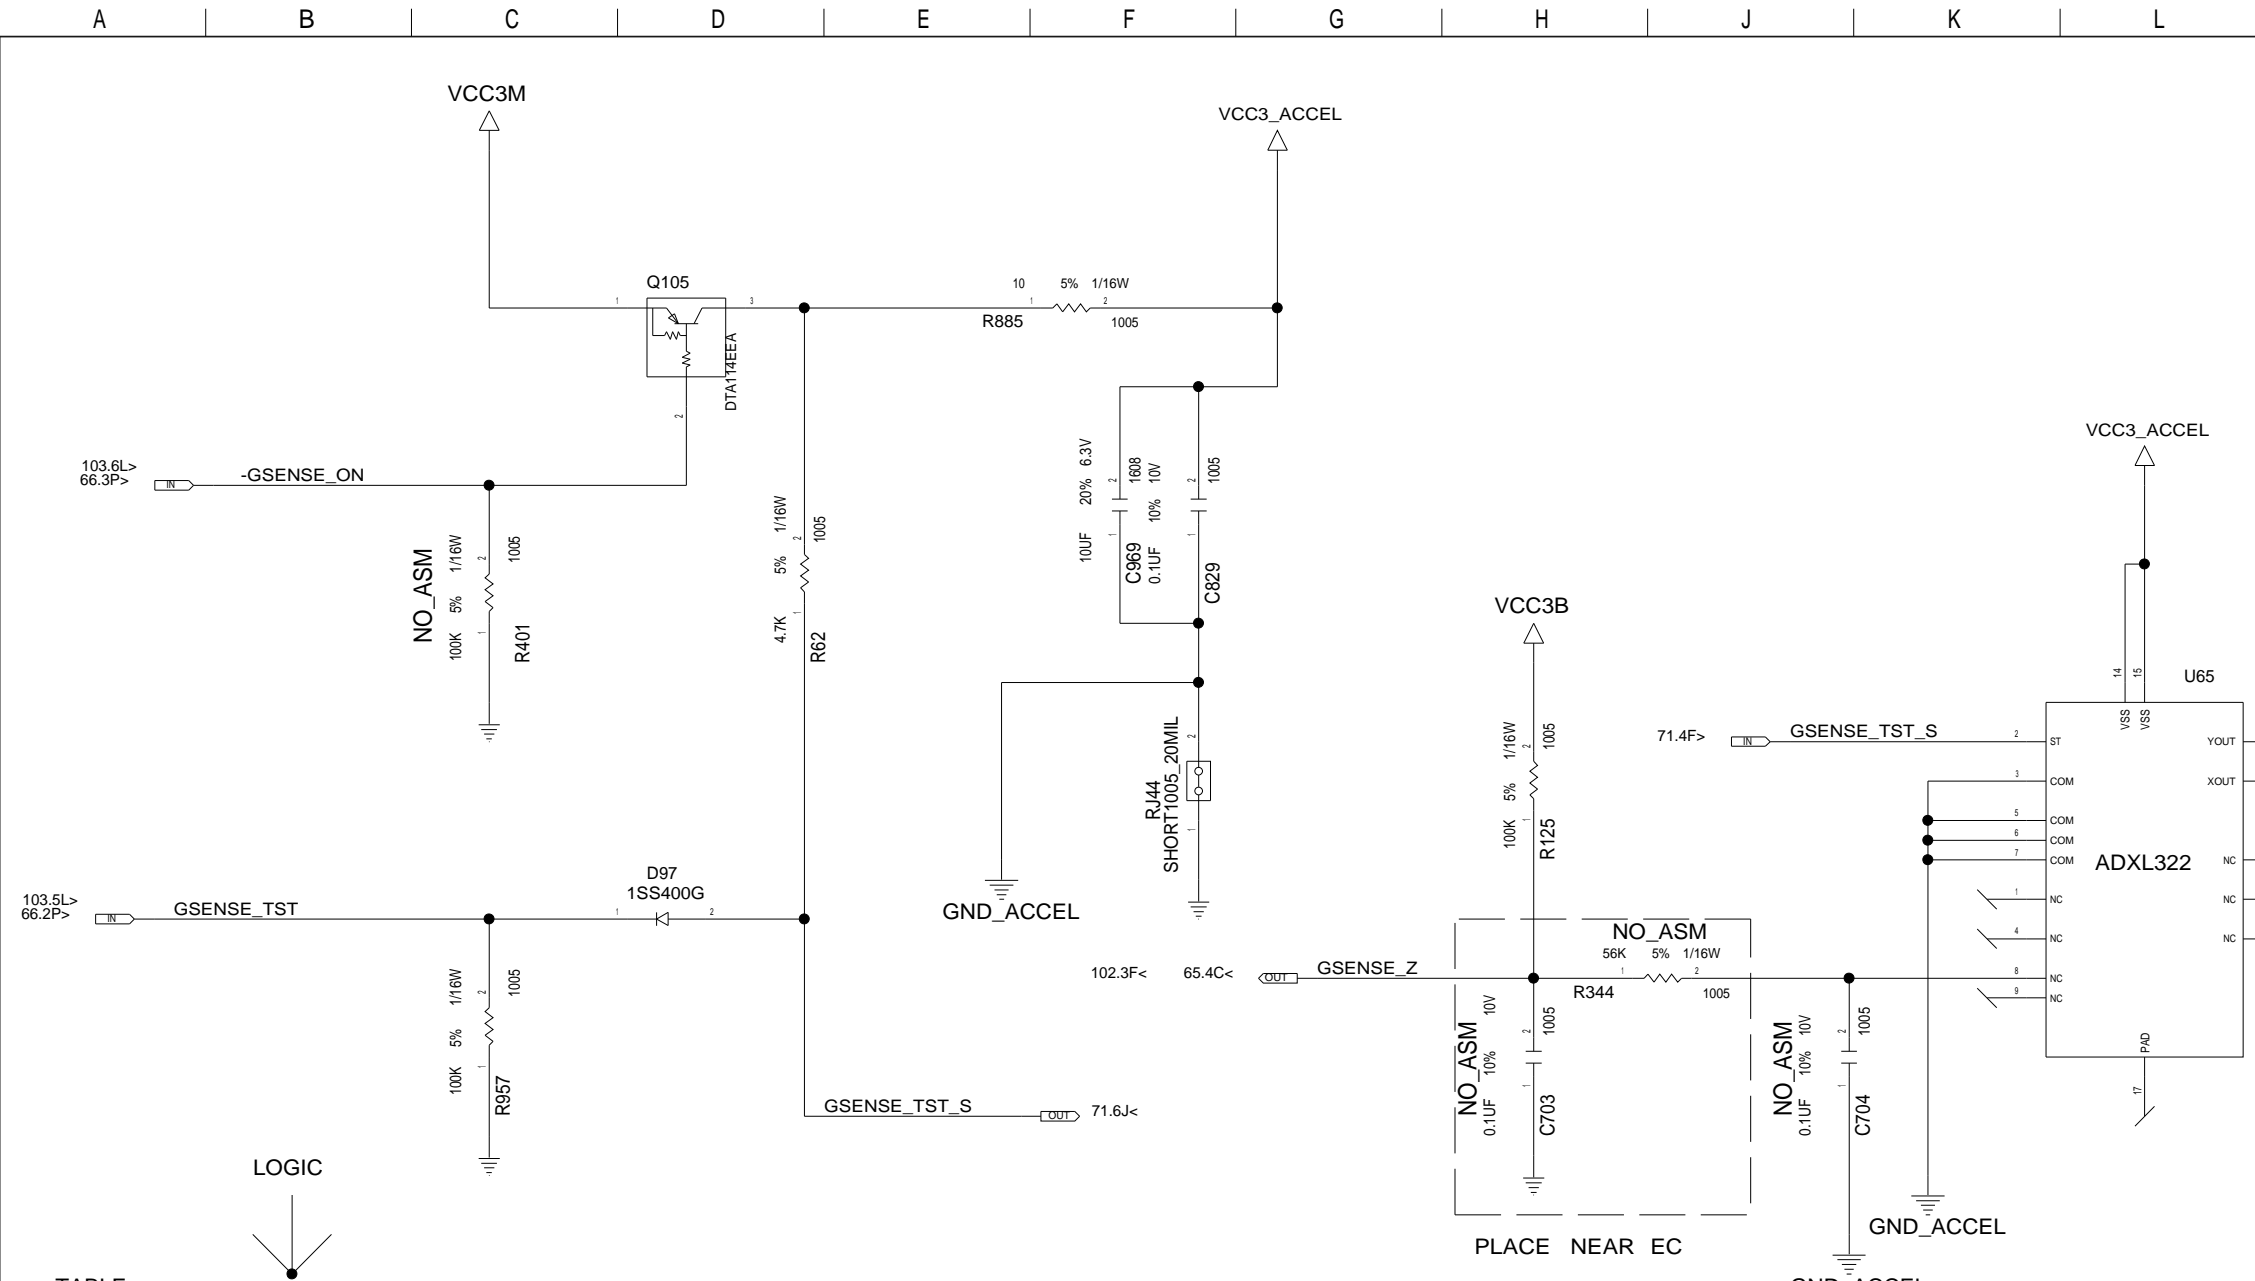 A B C D E F G H J K L
VCC3M
VCC3_ACCEL
Q105
1
3
DTA114EEA
2
10 5% 1/16W
1 2
R885 1005
103.6L>
66.3P>
IN
-GSENSE_ON
NO_ASM
100K 5% 1/16W
1 2
1005
R401
4.7K 5% 1/16W
1 2
1005
R62
10UF 20% 6.3V
1 2
1608
C969
0.1UF 10% 10V
1 2
1005
C829
RJ44
SHORT1005_20MIL
1 2
GND_ACCEL
103.5L>
66.2P>
IN
GSENSE_TST
D97
1SS400G
1 2
100K 5% 1/16W
1 2
1005
R957
GSENSE_TST_S
OUT
71.6J<
VCC3B
100K 5% 1/16W
1 2
1005
R125
102.3F< 65.4C<
OUT
GSENSE_Z
NO_ASM
56K 5% 1/16W
1 2
R344 1005
NO_ASM
0.1UF 10% 10V
1 2
1005
C703
NO_ASM
0.1UF 10% 10V
1 2
1005
C704
PLACE NEAR EC
VCC3_ACCEL
14 15
U65
VSS VSS
71.4F>
IN
GSENSE_TST_S
2 ST YOUT
3 COM XOUT
5 COM
6 COM
7 COM NC
ADXL322
1 NC NC
4 NC NC
8 NC
9 NC
PAD
17
GND_ACCEL
LOGIC
TABLE
GND_ACCEL